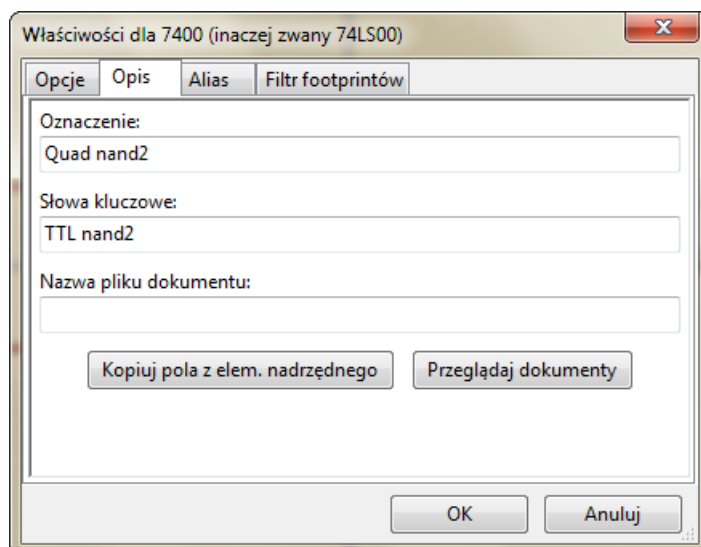 Właściwości dla 7400 (inaczej zwany 74LS00)
Opcje Opis Alias Filtr footprintów
Oznaczenie:
Quad nand2
Słowa kluczowe:
TTL nand2
Nazwa pliku dokumentu:
Kopiuj pola z elem. nadrzędnego Przeglądaj dokumenty
OK Anuluj